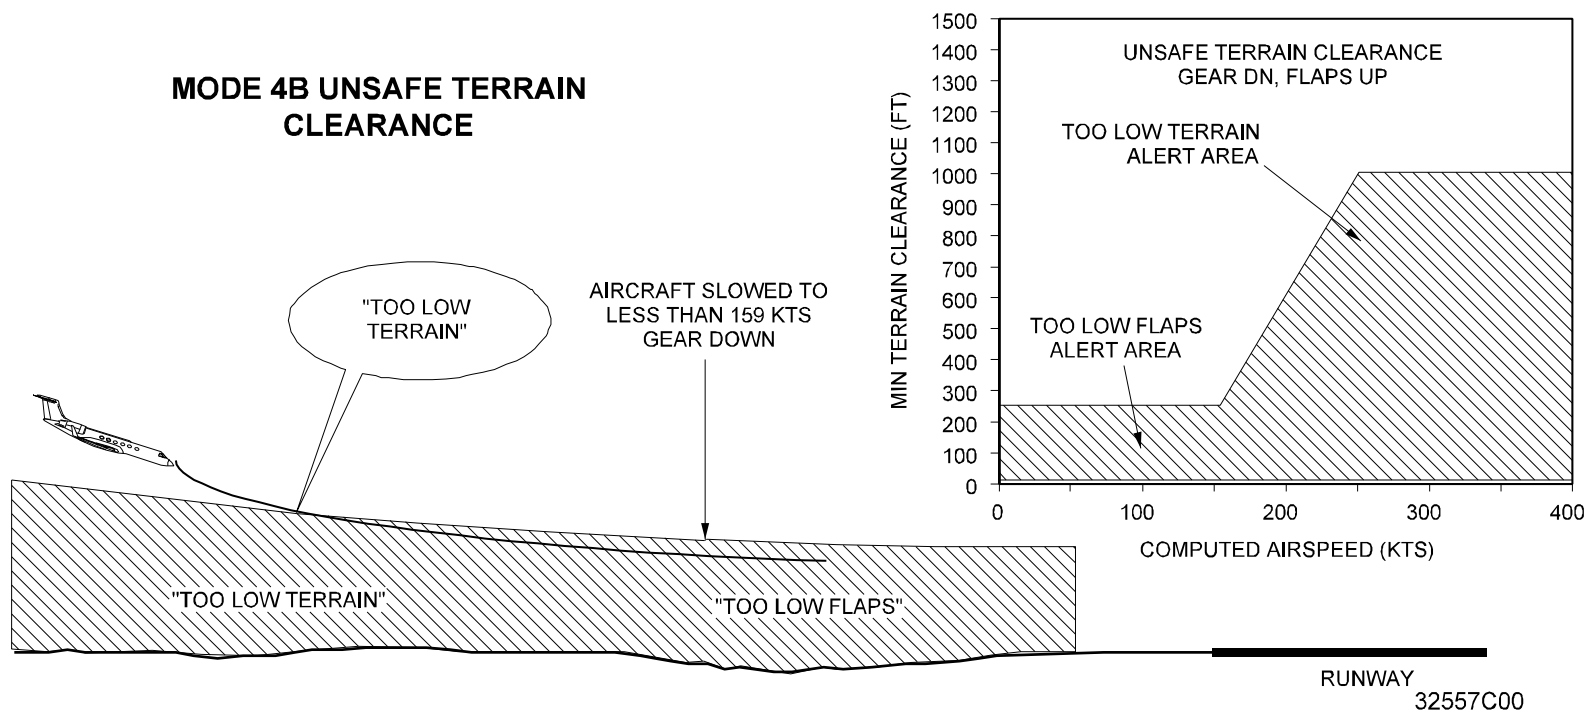 MODE 4B UNSAFE TERRAIN
CLEARANCE
"TOO LOW
TERRAIN"
AIRCRAFT SLOWED TO
LESS THAN 159 KTS
GEAR DOWN
"TOO LOW TERRAIN"
"TOO LOW FLAPS"
RUNWAY
32557C00
MIN TERRAIN CLEARANCE (FT)
1500
1400
1300
1200
1100
1000
900
800
700
600
500
400
300
200
100
0
UNSAFE TERRAIN CLEARANCE
GEAR DN, FLAPS UP
TOO LOW TERRAIN
ALERT AREA
TOO LOW FLAPS
ALERT AREA
0 100 200 300 400
COMPUTED AIRSPEED (KTS)